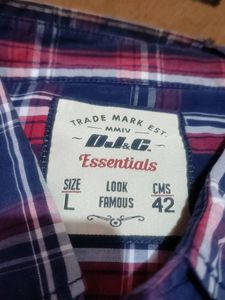 TRADE MARK EST.
MMIV
DJ&C.
Essentials
SIZE LOOK CMS
L FAMOUS 42